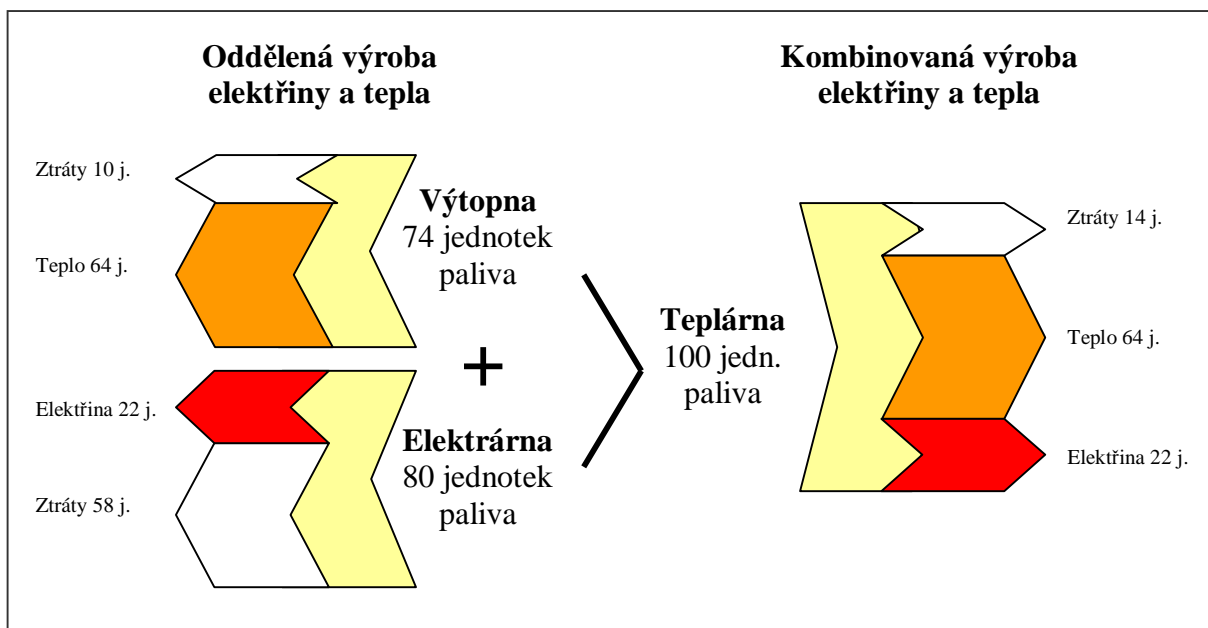 Oddělená výroba
elektřiny a tepla
Ztráty 10 j.
Teplo 64 j.
Výtopna
74 jednotek
paliva
+
Elektřina 22 j.
Ztráty 58 j.
Elektrárna
80 jednotek
paliva
Kombinovaná výroba
elektřiny a tepla
Teplárna
100 jedn.
paliva
Ztráty 14 j.
Teplo 64 j.
Elektřina 22 j.